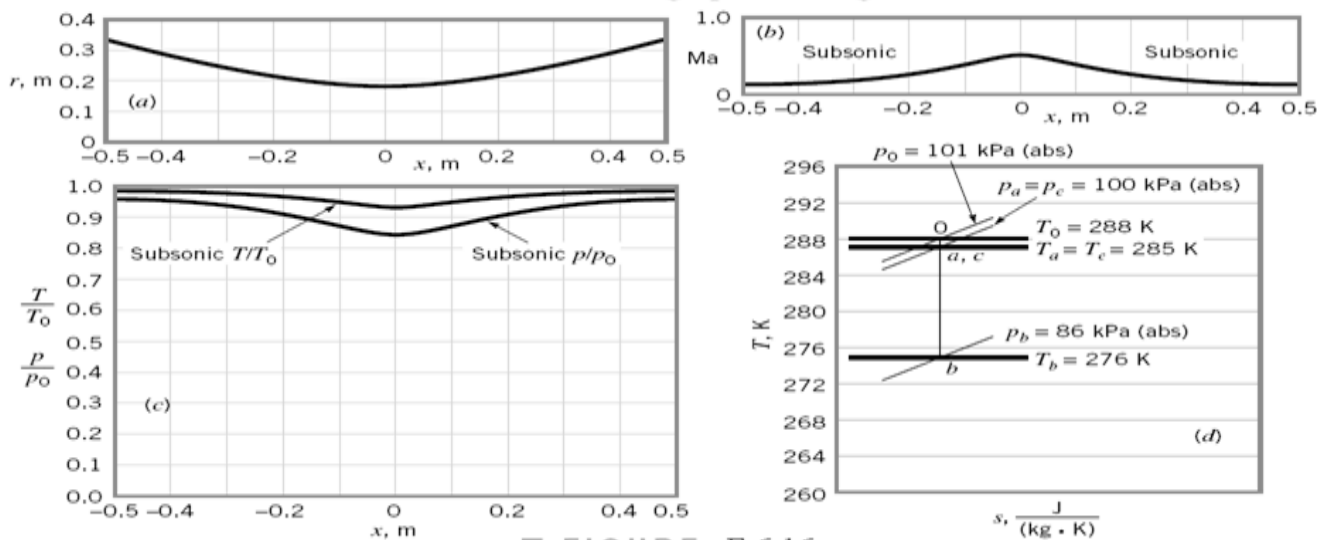 0.4
0.3
r, m 0.2
0.1
0
(a)
−0.5 −0.4 −0.2 0 0.2 0.4 0.5
x, m
1.0
Ma
0
(b)
Subsonic Subsonic
−0.5 −0.4 −0.2 0 0.2 0.4 0.5
x, m
1.0
0.9
0.8
0.7
0.6
0.5
0.4
0.3
0.2
0.1
0.0
T/T0
p/p0
Subsonic T/T0 Subsonic p/p0
(c)
−0.5 −0.4 −0.2 0 0.2 0.4 0.5
x, m
p0 = 101 kPa (abs)
pa = pc = 100 kPa (abs)
296
292
288
284
280
276
272
268
264
260
T, K
O
T0 = 288 K
a, c
Ta = Tc = 285 K
pb = 86 kPa (abs)
Tb = 276 K
b
(d)
s, J/(kg · K)